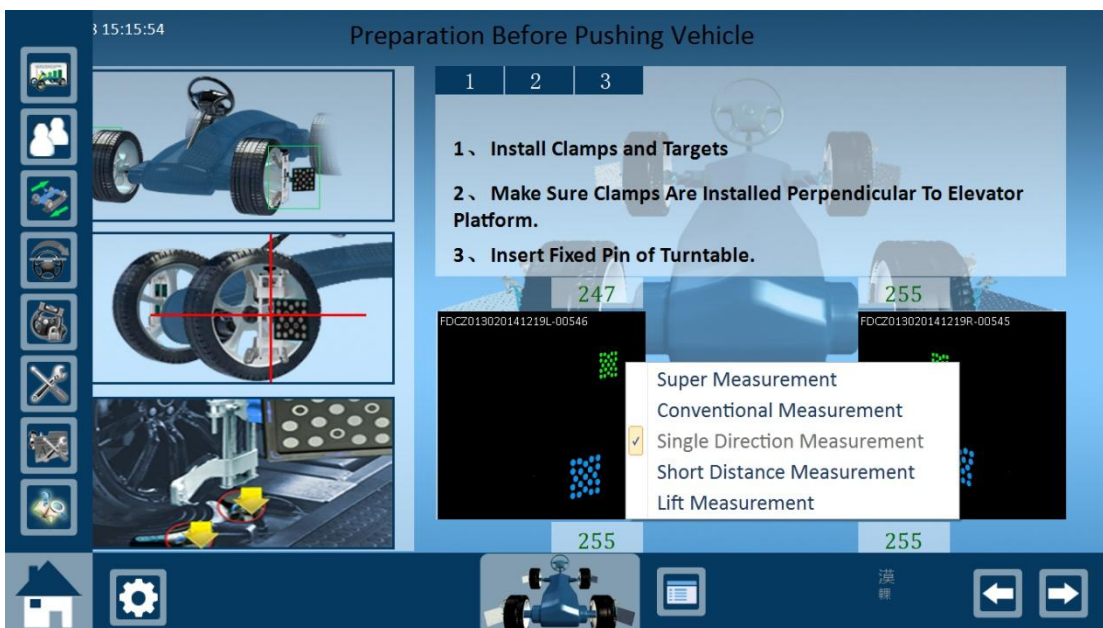 3 15:15:54
Preparation Before Pushing Vehicle
1 2 3
1、 Install Clamps and Targets
2、 Make Sure Clamps Are Installed Perpendicular To Elevator
Platform.
3、 Insert Fixed Pin of Turntable.
247 255
FDCZ013020141219L-00546 FDCZ013020141219R-00545
Super Measurement
Conventional Measurement
✓ Single Direction Measurement
Short Distance Measurement
Lift Measurement
255 255
漠